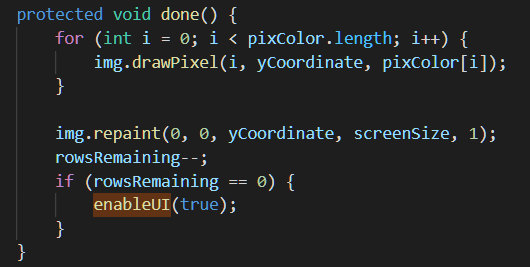 protected void done() {
    for (int i = 0; i < pixColor.length; i++) {
        img.drawPixel(i, yCoordinate, pixColor[i]);
    }

    img.repaint(0, 0, yCoordinate, screenSize, 1);
    rowsRemaining--;
    if (rowsRemaining == 0) {
        enableUI(true);
    }
}